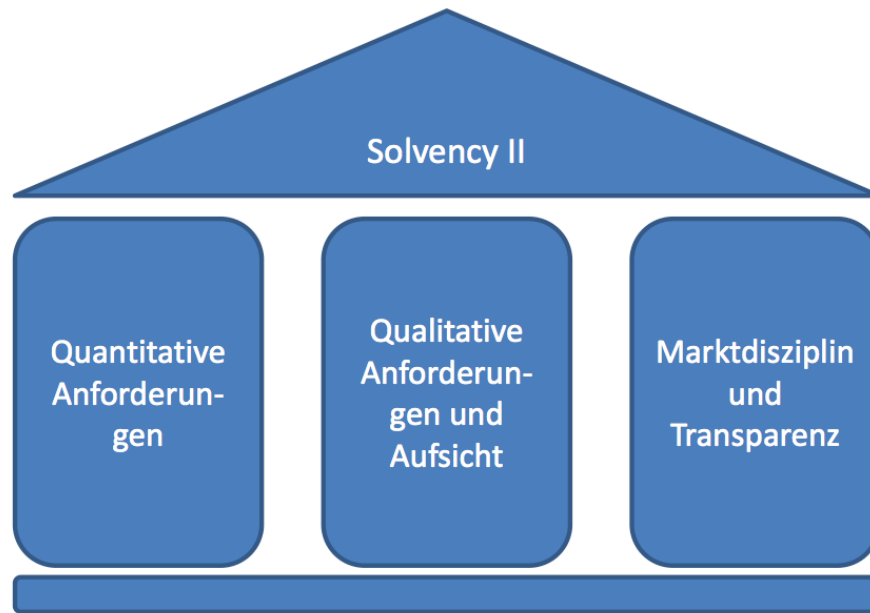 Solvency II
Quantitative
Anforderun-
gen
Qualitative
Anforderun-
gen und
Aufsicht
Marktdisziplin
und
Transparenz